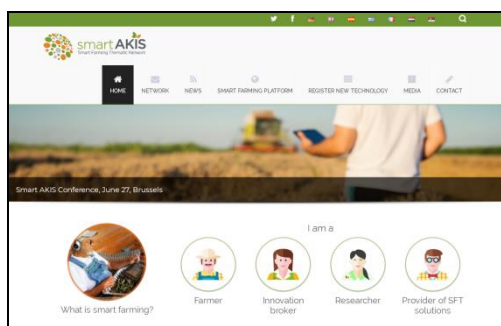 smart AKIS
Smart Farming Thematic Network
HOME
NETWORK
NEWS
SMART FARMING PLATFORM
REGISTER NEW TECHNOLOGY
MEDIA
CONTACT
Smart AKIS Conference, June 27, Brussels
I am a
What is smart farming?
Farmer
Innovation
broker
Researcher
Provider of SFT
solutions